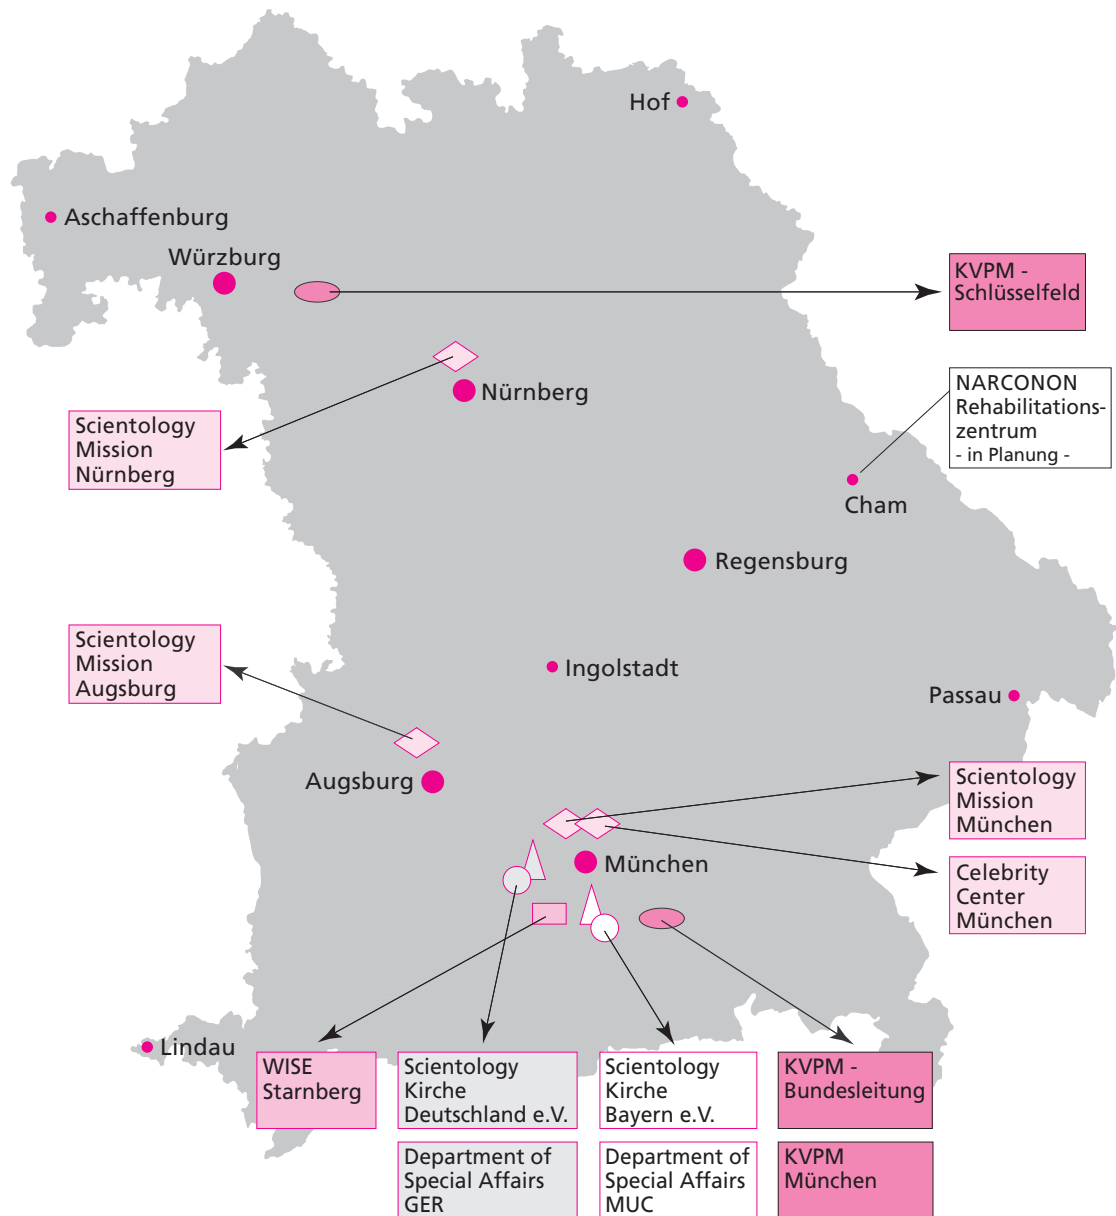 Hof
Aschaffenburg
Würzburg
KVPM -
Schlüsselfeld
Nürnberg
NARCONON
Rehabilitations-
zentrum
- in Planung -
Scientology
Mission
Nürnberg
Cham
Regensburg
Scientology
Mission
Augsburg
Ingolstadt
Passau
Augsburg
Scientology
Mission
München
München
Celebrity
Center
München
Lindau
WISE
Starnberg
Scientology
Kirche
Deutschland e.V.
Scientology
Kirche
Bayern e.V.
KVPM -
Bundesleitung
Department of
Special Affairs
GER
Department of
Special Affairs
MUC
KVPM
München